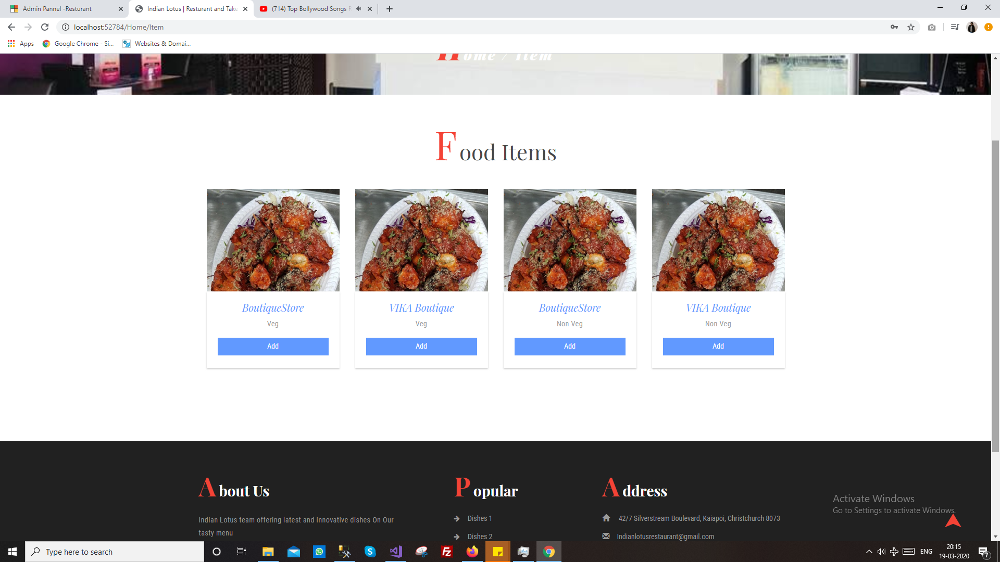 Admin Pannel -Resturant
Indian Lotus | Resturant and Take
(714) Top Bollywood Songs R
localhost:52784/Home/Item
Apps
Google Chrome - Si...
Websites & Domai...
Home / Item
Food Items
BoutiqueStore
Veg
Add
VIKA Boutique
Veg
Add
BoutiqueStore
Non Veg
Add
VIKA Boutique
Non Veg
Add
About Us
Indian Lotus team offering latest and innovative dishes On Our
tasty menu
Popular
Dishes 1
Dishes 2
Address
42/7 Silverstream Boulevard, Kaiapoi, Christchurch 8073
Indianlotusrestaurant@gmail.com
Activate Windows
Go to Settings to activate Windows.
Type here to search
ENG
20:15
19-03-2020
7